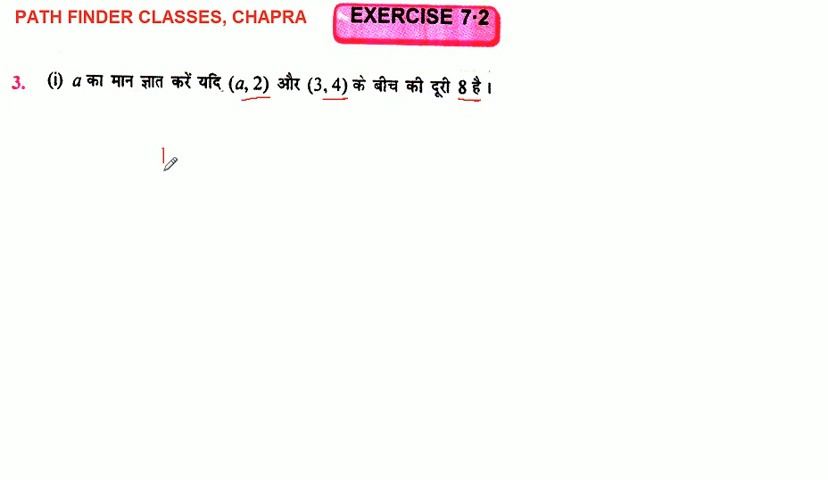 PATH FINDER CLASSES, CHAPRA
EXERCISE 7·2
3. (i) a का मान ज्ञात करें यदि (a, 2) और (3, 4) के बीच की दूरी 8 है।